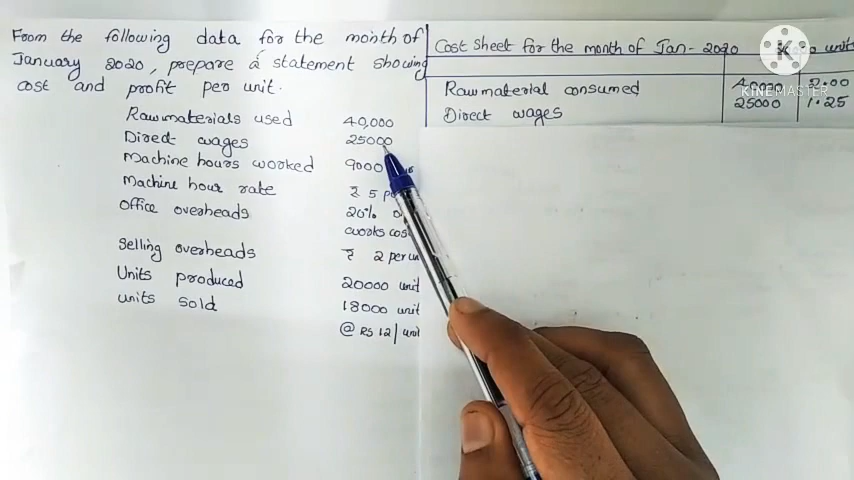 From the following data for the month of
January 2020, prepare a statement showing
cost and profit per unit.
Raw materials used 40,000
Direct wages 25000
Machine hours worked 9000
Machine hour rate ₹ 5
Office overheads 20%
works cost
Selling overheads ₹ 2 per
Units produced 20000 unit
units sold 18000 unit
@ Rs 12/unit
Cost sheet for the month of Jan-2020 units
Raw material consumed 40000 2.00
Direct wages 25000 1.25
KINEMASTER